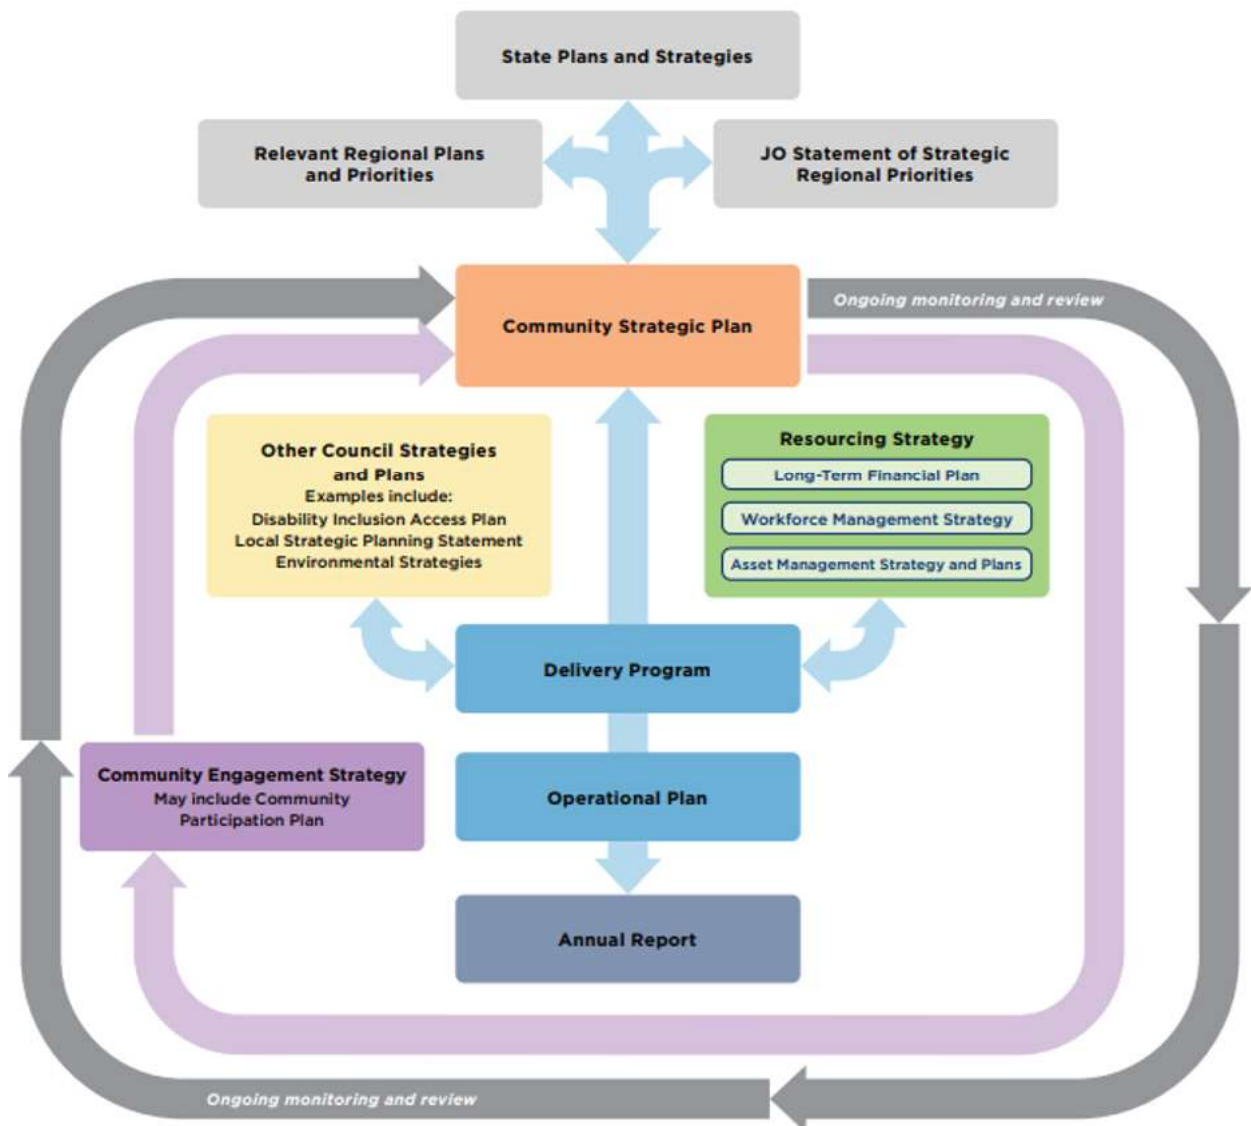 State Plans and Strategies
Relevant Regional Plans
and Priorities
JO Statement of Strategic
Regional Priorities
Ongoing monitoring and review
Community Strategic Plan
Other Council Strategies
and Plans
Examples include:
Disability Inclusion Access Plan
Local Strategic Planning Statement
Environmental Strategies
Resourcing Strategy
Long-Term Financial Plan
Workforce Management Strategy
Asset Management Strategy and Plans
Delivery Program
Community Engagement Strategy
May include Community
Participation Plan
Operational Plan
Annual Report
Ongoing monitoring and review